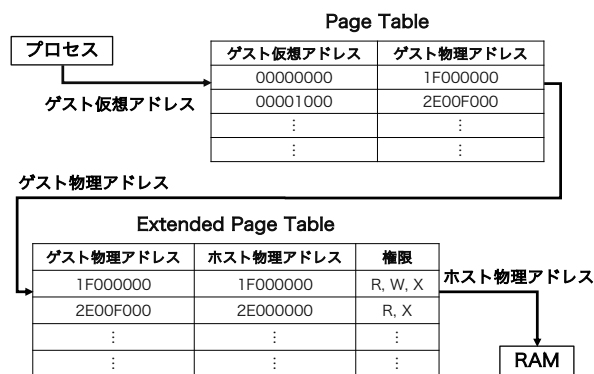 Page Table
プロセス
ゲスト仮想アドレス ゲスト物理アドレス
00000000 1F000000
00001000 2E00F000
⋮ ⋮
⋮ ⋮
ゲスト仮想アドレス
ゲスト物理アドレス
Extended Page Table
ゲスト物理アドレス ホスト物理アドレス 権限
1F000000 1F000000 R, W, X
2E00F000 2E000000 R, X
⋮ ⋮ ⋮
⋮ ⋮ ⋮
ホスト物理アドレス
RAM